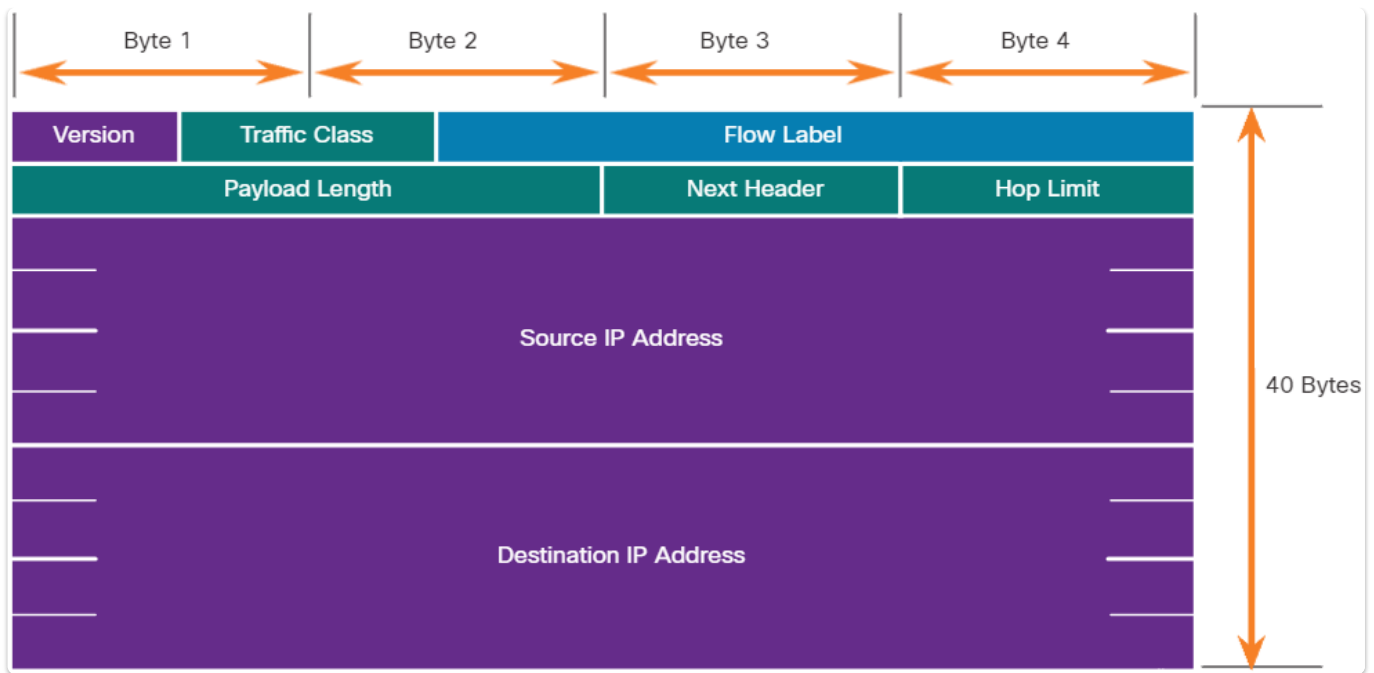 Byte 1 Byte 2 Byte 3 Byte 4
Version Traffic Class Flow Label
Payload Length Next Header Hop Limit
Source IP Address
40 Bytes
Destination IP Address